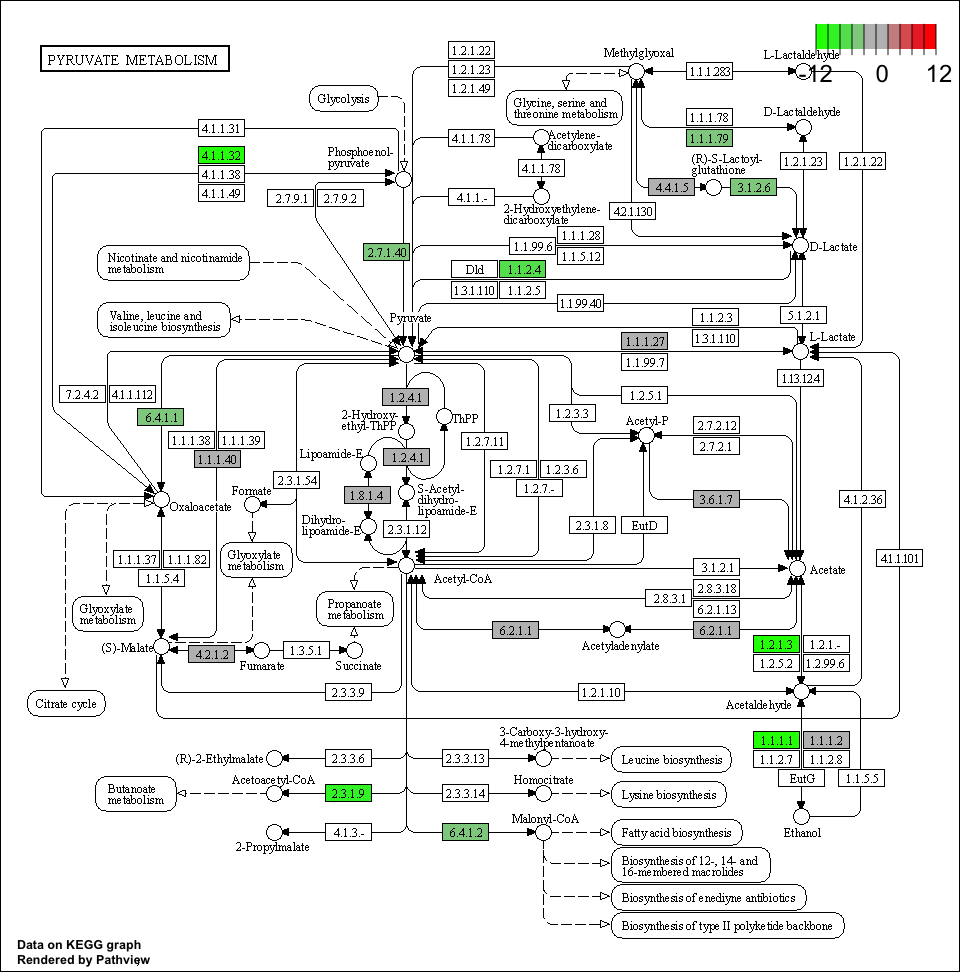 PYRUVATE METABOLISM
-12 0 12
1.2.1.22
1.2.1.23
1.2.1.49
Methylglyoxal
1.1.1.283
L-Lactaldehyde
Glycolysis
Glycine, serine and
threonine metabolism
1.1.1.78
1.1.1.79
D-Lactaldehyde
4.1.1.31
4.1.1.32
4.1.1.38
4.1.1.49
Phosphoenol-
pyruvate
4.1.1.78
Acetylene-
dicarboxylate
4.1.1.78
(R)-S-Lactoyl-
glutathione
1.2.1.23
1.2.1.22
2.7.9.1
2.7.9.2
4.1.1.-
2-Hydroxyethylene-
dicarboxylate
4.4.1.5
3.1.2.6
4.2.1.130
2.7.1.40
1.1.99.6
1.1.1.28
1.1.5.12
D-Lactate
Nicotinate and nicotinamide
metabolism
Dld
1.1.2.4
1.3.1.110
1.1.2.5
1.1.99.40
Valine, leucine and
isoleucine biosynthesis
Pyruvate
1.1.2.3
1.3.1.110
5.1.2.1
L-Lactate
1.1.1.27
1.1.99.7
1.13.12.4
7.2.4.2
4.1.1.112
6.4.1.1
1.2.4.1
1.2.5.1
1.2.3.3
2-Hydroxy-
ethyl-ThPP
ThPP
Acetyl-P
2.7.2.12
2.7.2.1
1.1.1.38
1.1.1.39
1.1.1.40
Lipoamide-E
1.2.4.1
1.2.7.11
1.2.7.1
1.2.3.6
1.2.7.-
2.3.1.54
Formate
1.8.1.4
S-Acetyl-
dihydro-
lipoamide-E
3.6.1.7
4.1.2.36
Oxaloacetate
Dihydro-
lipoamide-E
2.3.1.12
2.3.1.8
EutD
1.1.1.37
1.1.1.82
1.1.5.4
Glyoxylate
metabolism
4.1.1.101
Acetyl-CoA
3.1.2.1
Acetate
Glyoxylate
metabolism
Propanoate
metabolism
2.8.3.1
2.8.3.18
6.2.1.13
6.2.1.1
Acetyladenylate
6.2.1.1
(S)-Malate
4.2.1.2
Fumarate
1.3.5.1
Succinate
1.2.1.3
1.2.1.-
1.2.5.2
1.2.99.6
Citrate cycle
2.3.3.9
1.2.1.10
Acetaldehyde
(R)-2-Ethylmalate
2.3.3.6
2.3.3.13
3-Carboxy-3-hydroxy-
4-methylpentanoate
Leucine biosynthesis
1.1.1.1
1.1.1.2
1.1.2.7
1.1.2.8
EutG
1.1.5.5
Butanoate
metabolism
Acetoacetyl-CoA
2.3.1.9
2.3.3.14
Homocitrate
Lysine biosynthesis
Ethanol
2-Propylmalate
4.1.3.-
6.4.1.2
Malonyl-CoA
Fatty acid biosynthesis
Biosynthesis of 12-, 14- and
16-membered macrolides
Biosynthesis of enediyne antibiotics
Biosynthesis of type II polyketide backbone
Data on KEGG graph
Rendered by Pathview